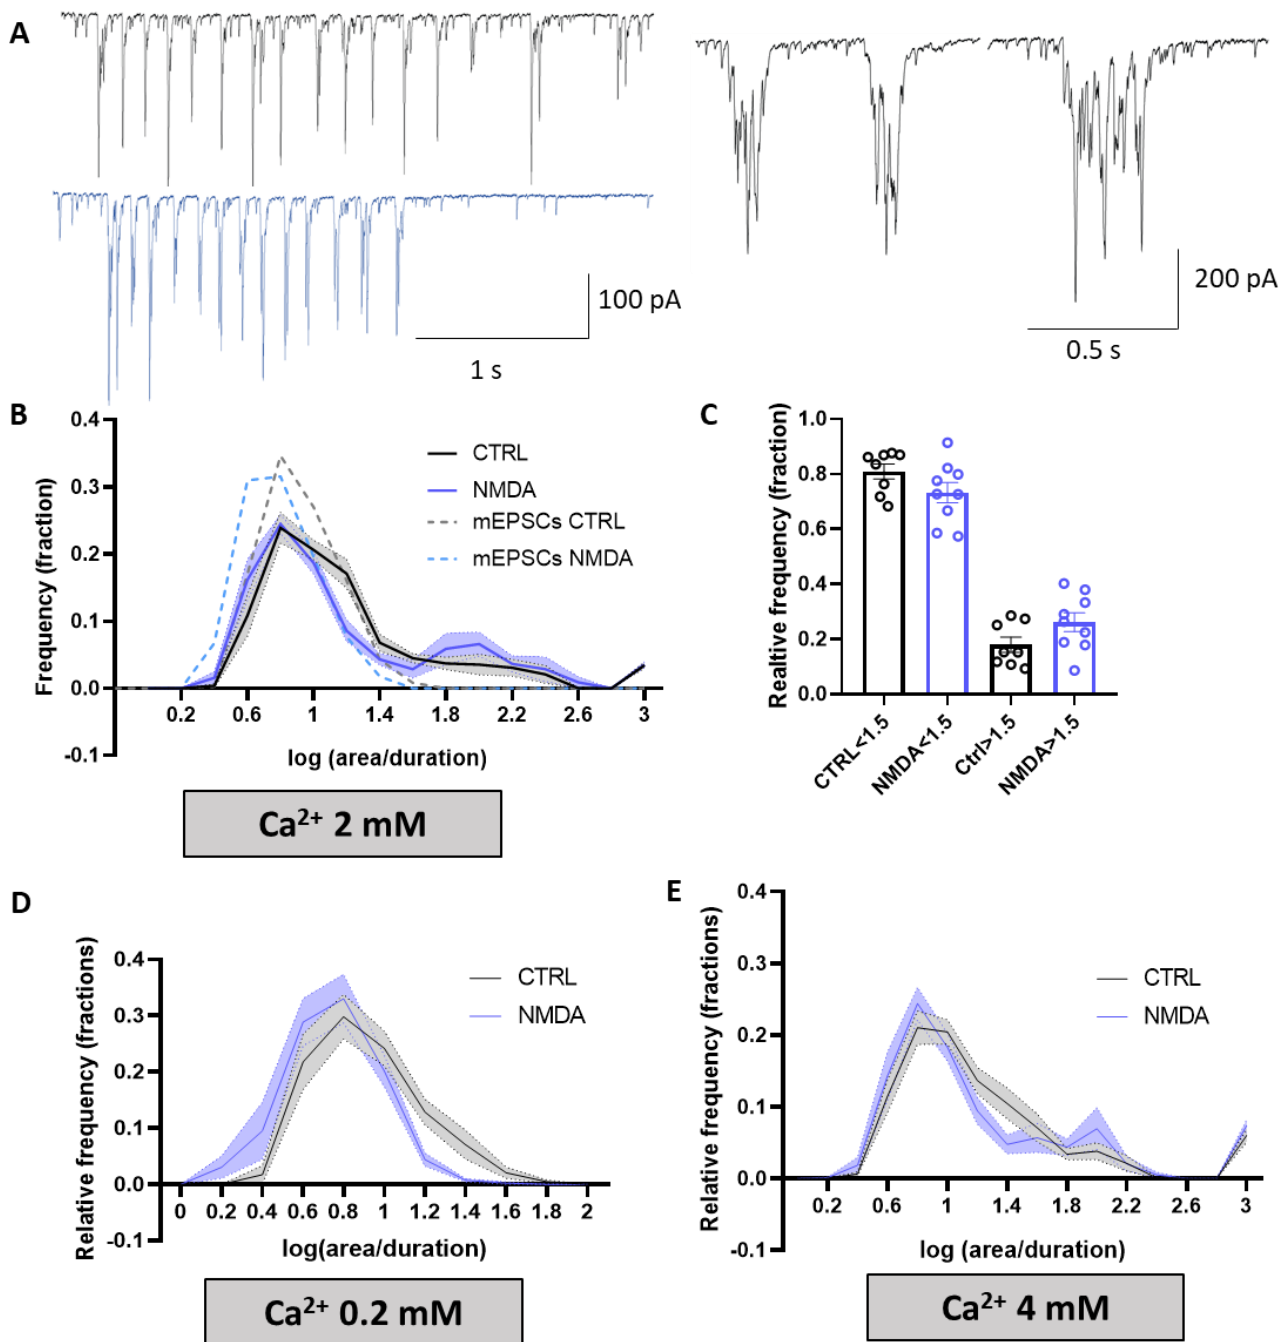 A
100 pA
1 s
200 pA
0.5 s
B
0.4
0.3
0.2
0.1
0.0
-0.1
Frequency (fraction)
CTRL
NMDA
mEPSCs CTRL
mEPSCs NMDA
0.2 0.6 1 1.4 1.8 2.2 2.6 3
log (area/duration)
Ca²⁺ 2 mM
C
1.0
0.8
0.6
0.4
0.2
0.0
Realtive frequency (fraction)
CTRL<1.5
NMDA<1.5
Ctrl>1.5
NMDA>1.5
D
0.4
0.3
0.2
0.1
0.0
-0.1
Relative frequency (fractions)
CTRL
NMDA
0 0.2 0.4 0.6 0.8 1 1.2 1.4 1.6 1.8 2
log(area/duration)
Ca²⁺ 0.2 mM
E
0.4
0.3
0.2
0.1
0.0
-0.1
Relative frequency (fractions)
CTRL
NMDA
0.2 0.6 1 1.4 1.8 2.2 2.6 3
log (area/duration)
Ca²⁺ 4 mM